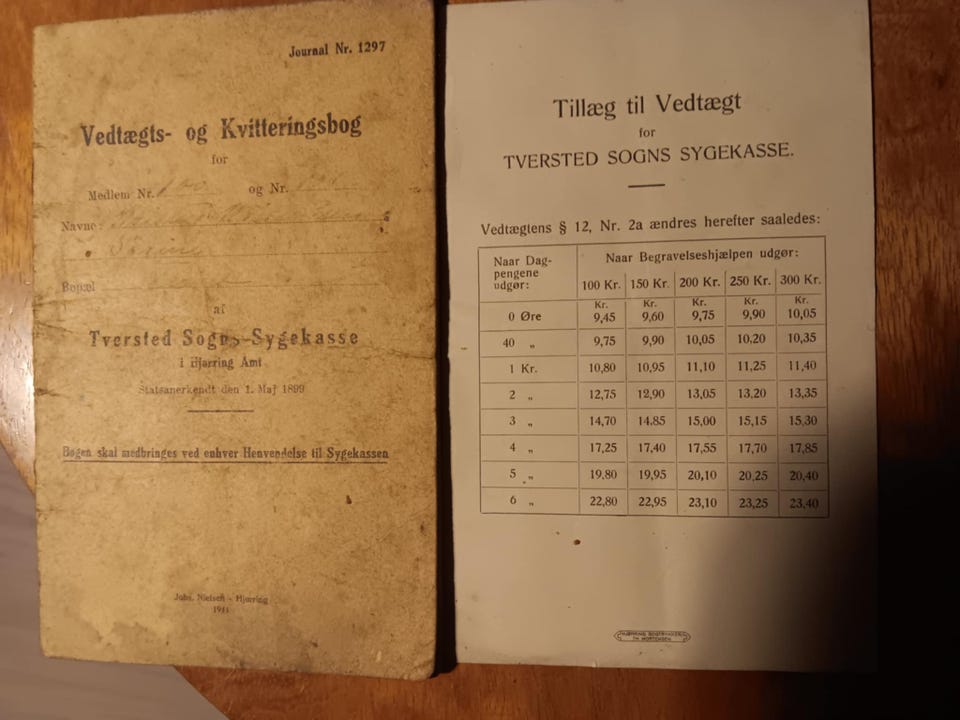 Journal Nr. 1297
Vedtægts- og Kvitteringsbog
for
Medlem Nr. og Nr.
Navne:
Bopæl
af
Tversted Sogns-Sygekasse
i Hjørring Amt
Statsanerkendt den 1. Maj 1899
Bogen skal medbringes ved enhver Henvendelse til Sygekassen
Johs. Nielsen - Hjørring
Tillæg til Vedtægt
for
TVERSTED SOGNS SYGEKASSE.
Vedtægtens § 12, Nr. 2a ændres herefter saaledes:
Naar Dag-
pengene
udgør:
Naar Begravelseshjælpen udgør:
100 Kr. 150 Kr. 200 Kr. 250 Kr. 300 Kr.
Kr. Kr. Kr. Kr. Kr.
0 Øre 9,45 9,60 9,75 9,90 10,05
40 „ 9,75 9,90 10,05 10,20 10,35
1 Kr. 10,80 10,95 11,10 11,25 11,40
2 „ 12,75 12,90 13,05 13,20 13,35
3 „ 14,70 14.85 15,00 15,15 15,30
4 „ 17,25 17,40 17,55 17,70 17,85
5 „ 19,80 19,95 20,10 20,25 20,40
6 „ 22,80 22,95 23,10 23,25 23,40